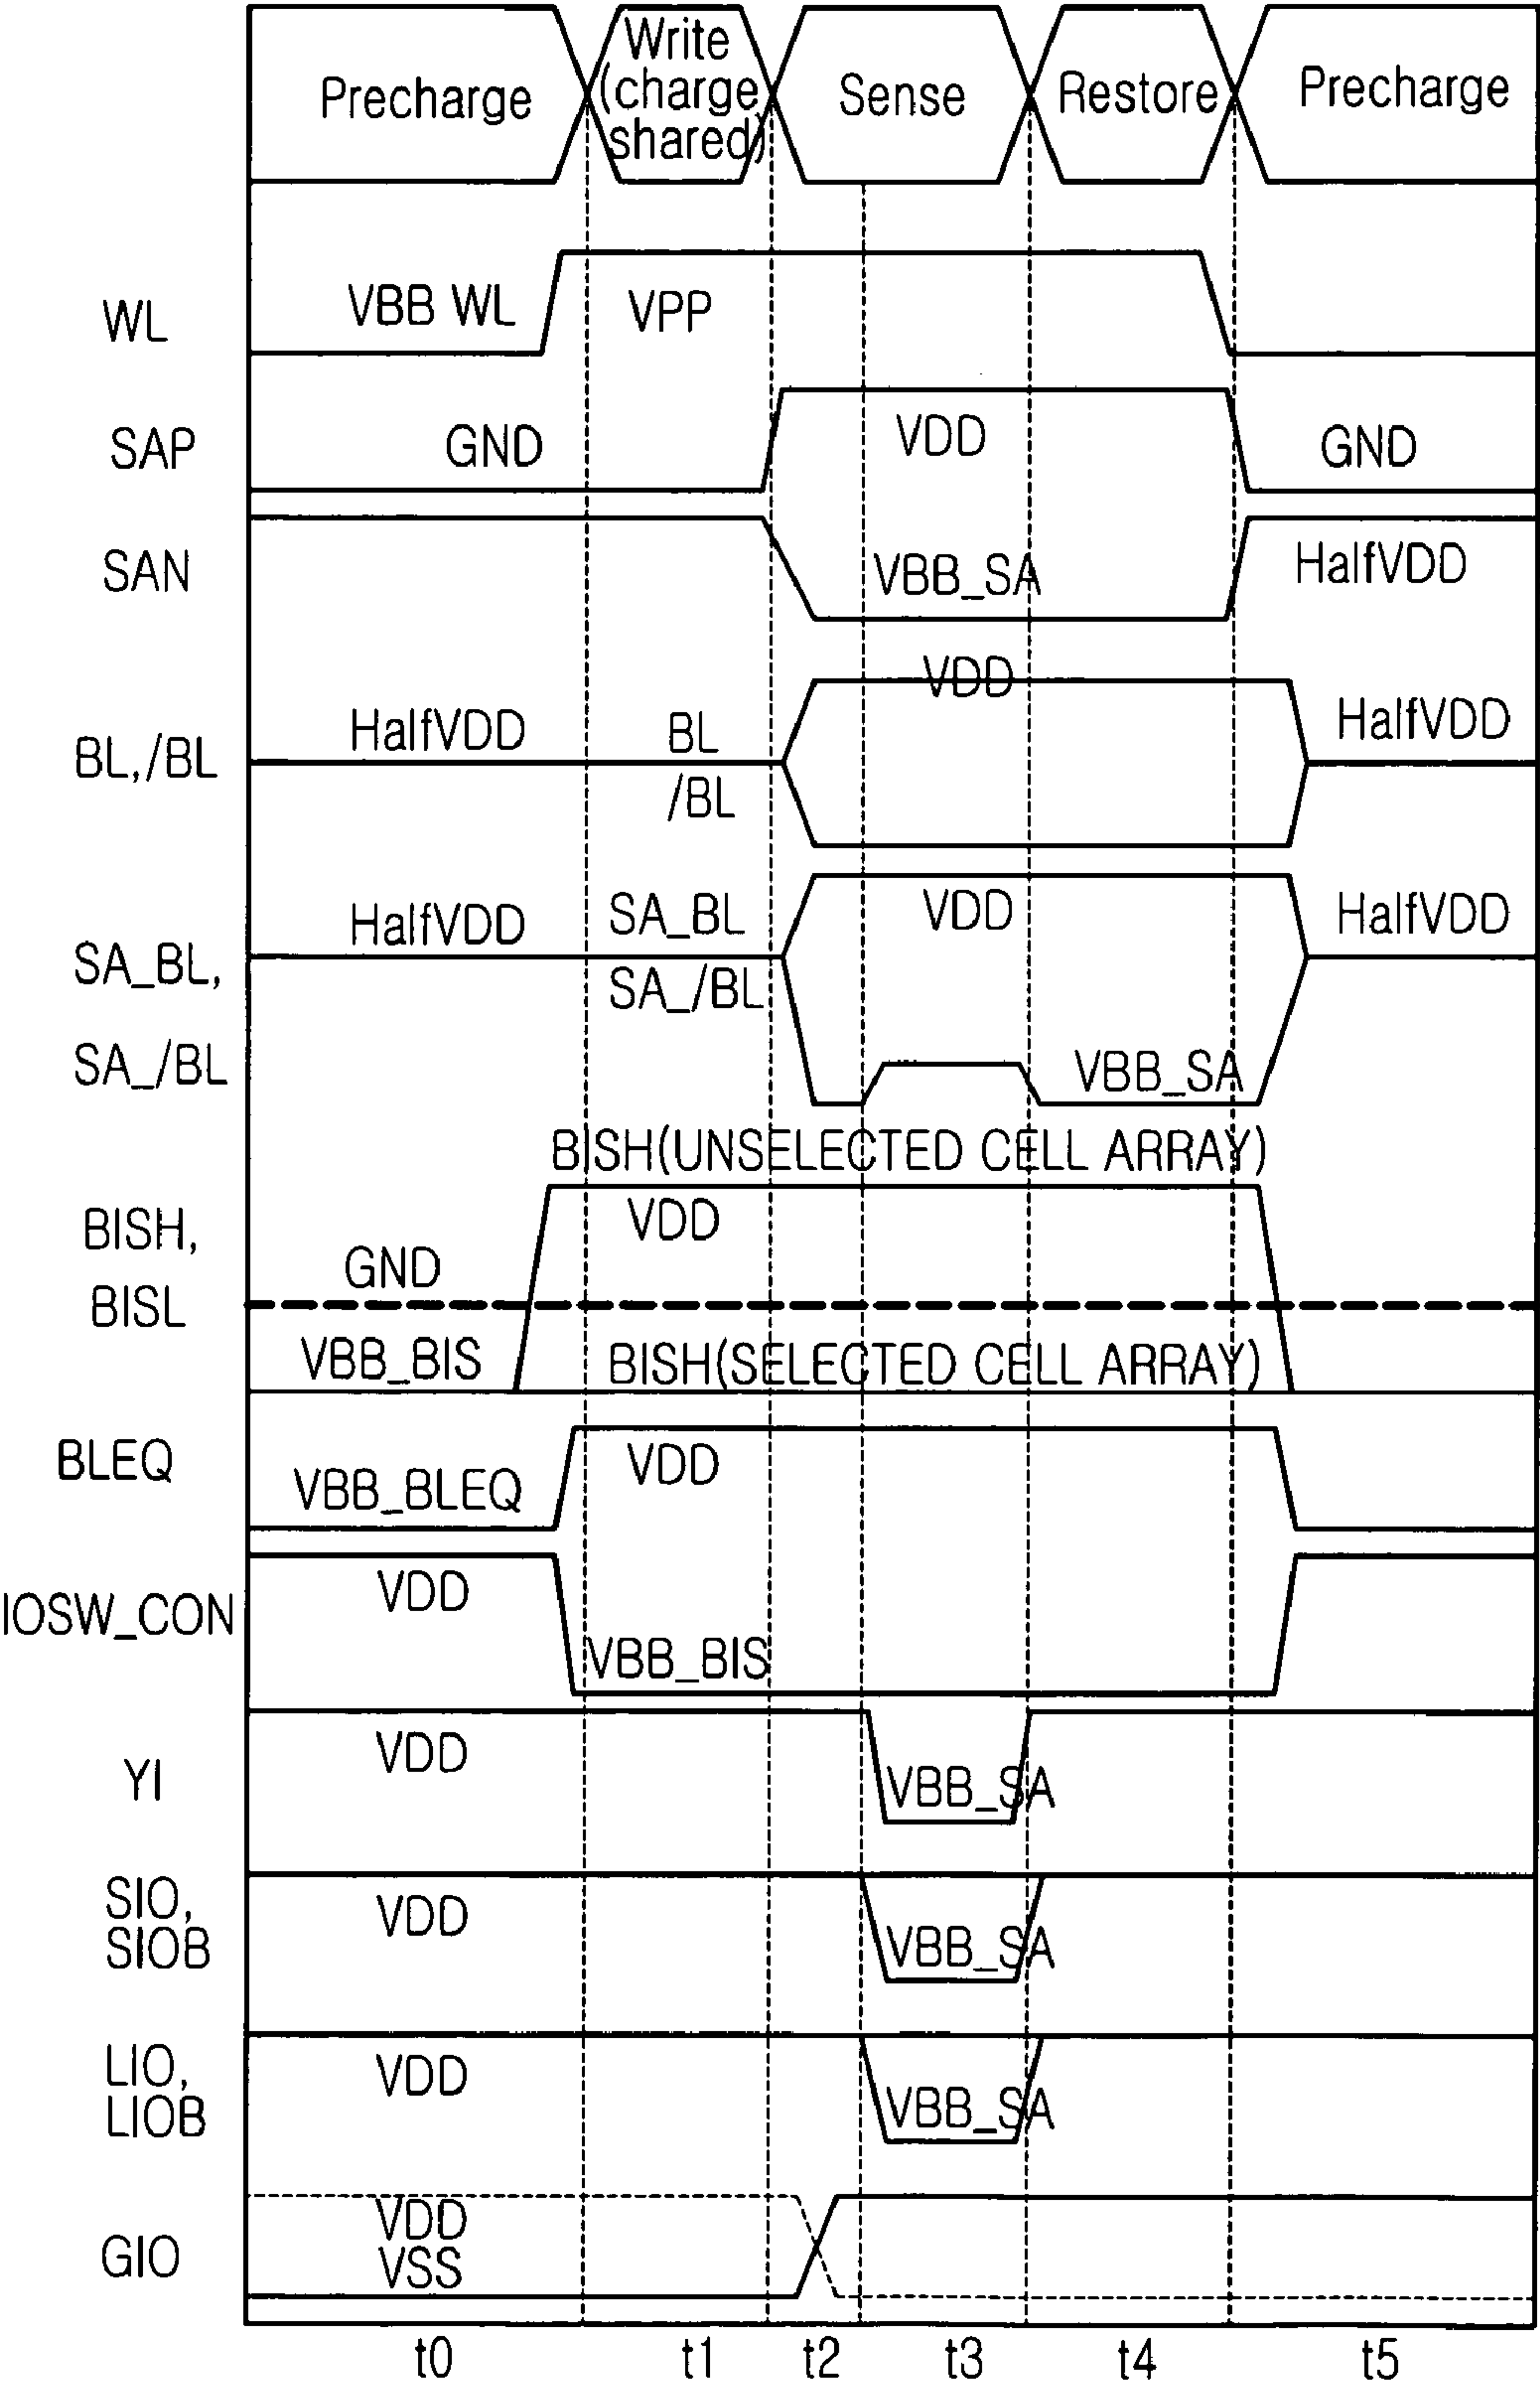 Precharge
Write
(charge
shared)
Sense
Restore
Precharge
WL
VBB WL
VPP
SAP
GND
VDD
GND
SAN
VBB_SA
HalfVDD
BL,/BL
HalfVDD
BL
/BL
VDD
HalfVDD
SA_BL,
SA_/BL
HalfVDD
SA_BL
SA_/BL
VDD
VBB_SA
HalfVDD
BISH(UNSELECTED CELL ARRAY)
BISH,
BISL
GND
VDD
VBB_BIS
BISH(SELECTED CELL ARRAY)
BLEQ
VBB_BLEQ
VDD
IOSW_CON
VDD
VBB_BIS
YI
VDD
VBB_SA
SIO,
SIOB
VDD
VBB_SA
LIO,
LIOB
VDD
VBB_SA
GIO
VDD
VSS
t0 t1 t2 t3 t4 t5